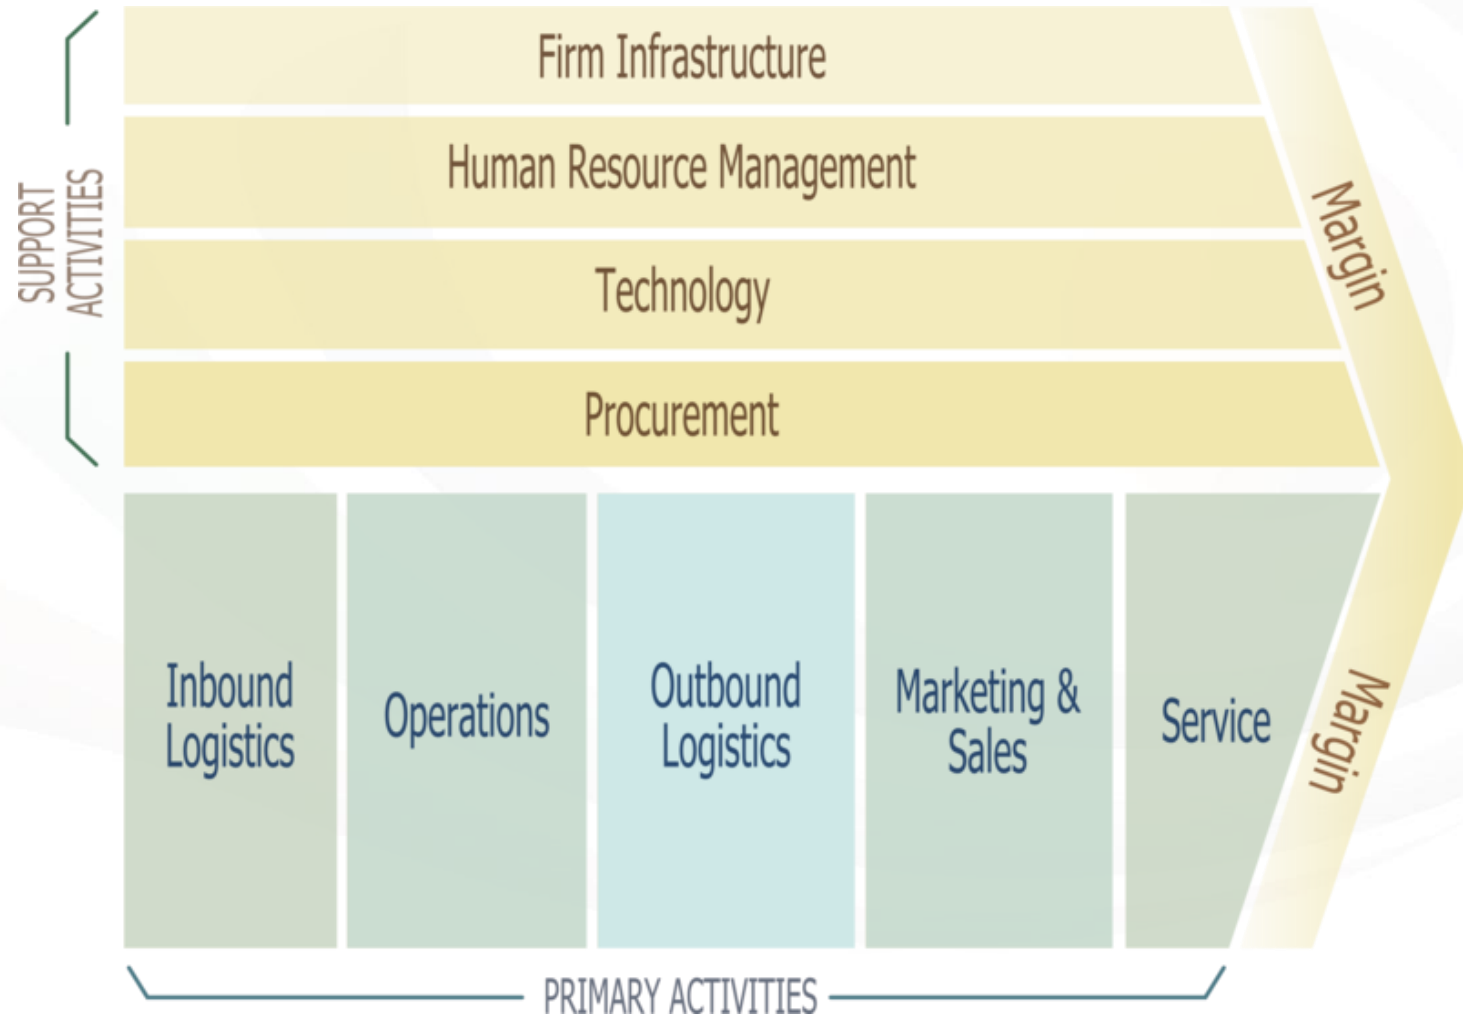 Firm Infrastructure
Human Resource Management
Technology
Procurement
SUPPORT
ACTIVITIES
Margin
Inbound
Logistics
Operations
Outbound
Logistics
Marketing &
Sales
Service
Margin
PRIMARY ACTIVITIES